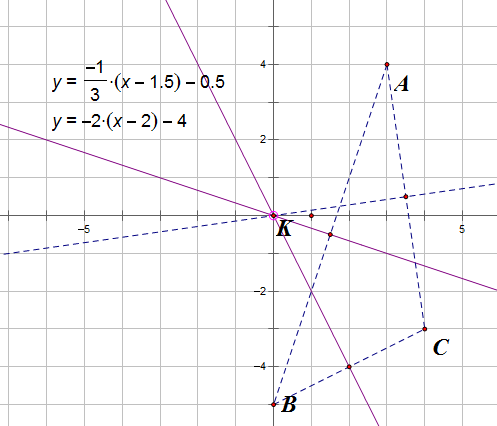 y = -1/3·(x − 1.5) − 0.5
y = −2·(x − 2) − 4
4
A
2
−5
K
5
−2
C
−4
B